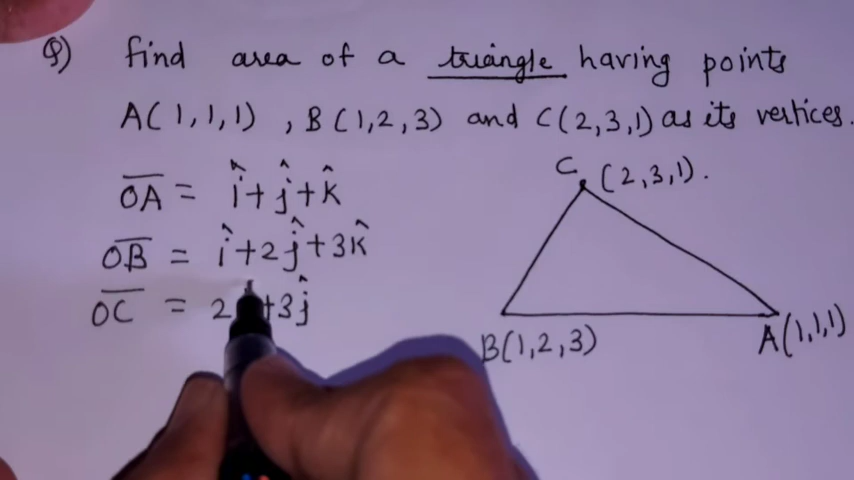 Q) find area of a triangle having points
A(1,1,1), B(1,2,3) and C(2,3,1) as its vertices.
OA = î+ĵ+k̂
OB = î+2ĵ+3k̂
OC = 2 +3ĵ
C (2,3,1).
B(1,2,3)
A(1,1,1)